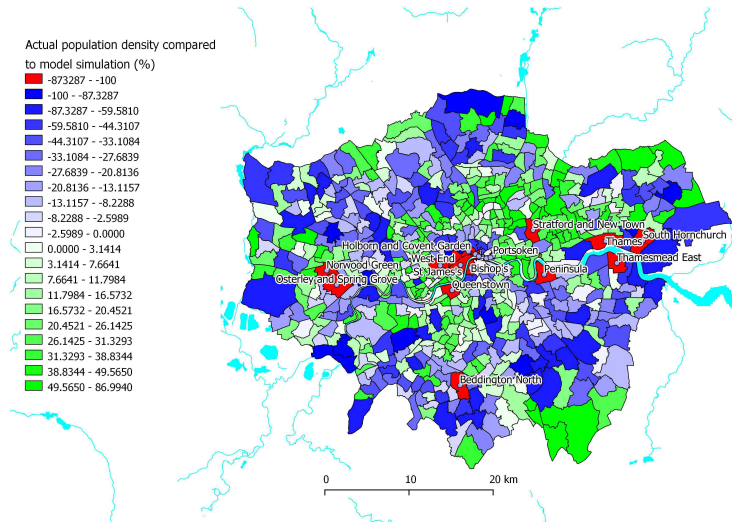 Actual population density compared
to model simulation (%)
-873287 - -100
-100 - -87.3287
-87.3287 - -59.5810
-59.5810 - -44.3107
-44.3107 - -33.1084
-33.1084 - -27.6839
-27.6839 - -20.8136
-20.8136 - -13.1157
-13.1157 - -8.2288
-8.2288 - -2.5989
-2.5989 - 0.0000
0.0000 - 3.1414
3.1414 - 7.6641
7.6641 - 11.7984
11.7984 - 16.5732
16.5732 - 20.4521
20.4521 - 26.1425
26.1425 - 31.3293
31.3293 - 38.8344
38.8344 - 49.5650
49.5650 - 86.9940
Stratford and New Town
South Hornchurch
Thames
Holborn and Covent Garden
Portsoken
West End
Thamesmead East
Norwood Green
St James's
Bishop's
Peninsula
Osterley and Spring Grove
Queenstown
Beddington North
0 10 20 km